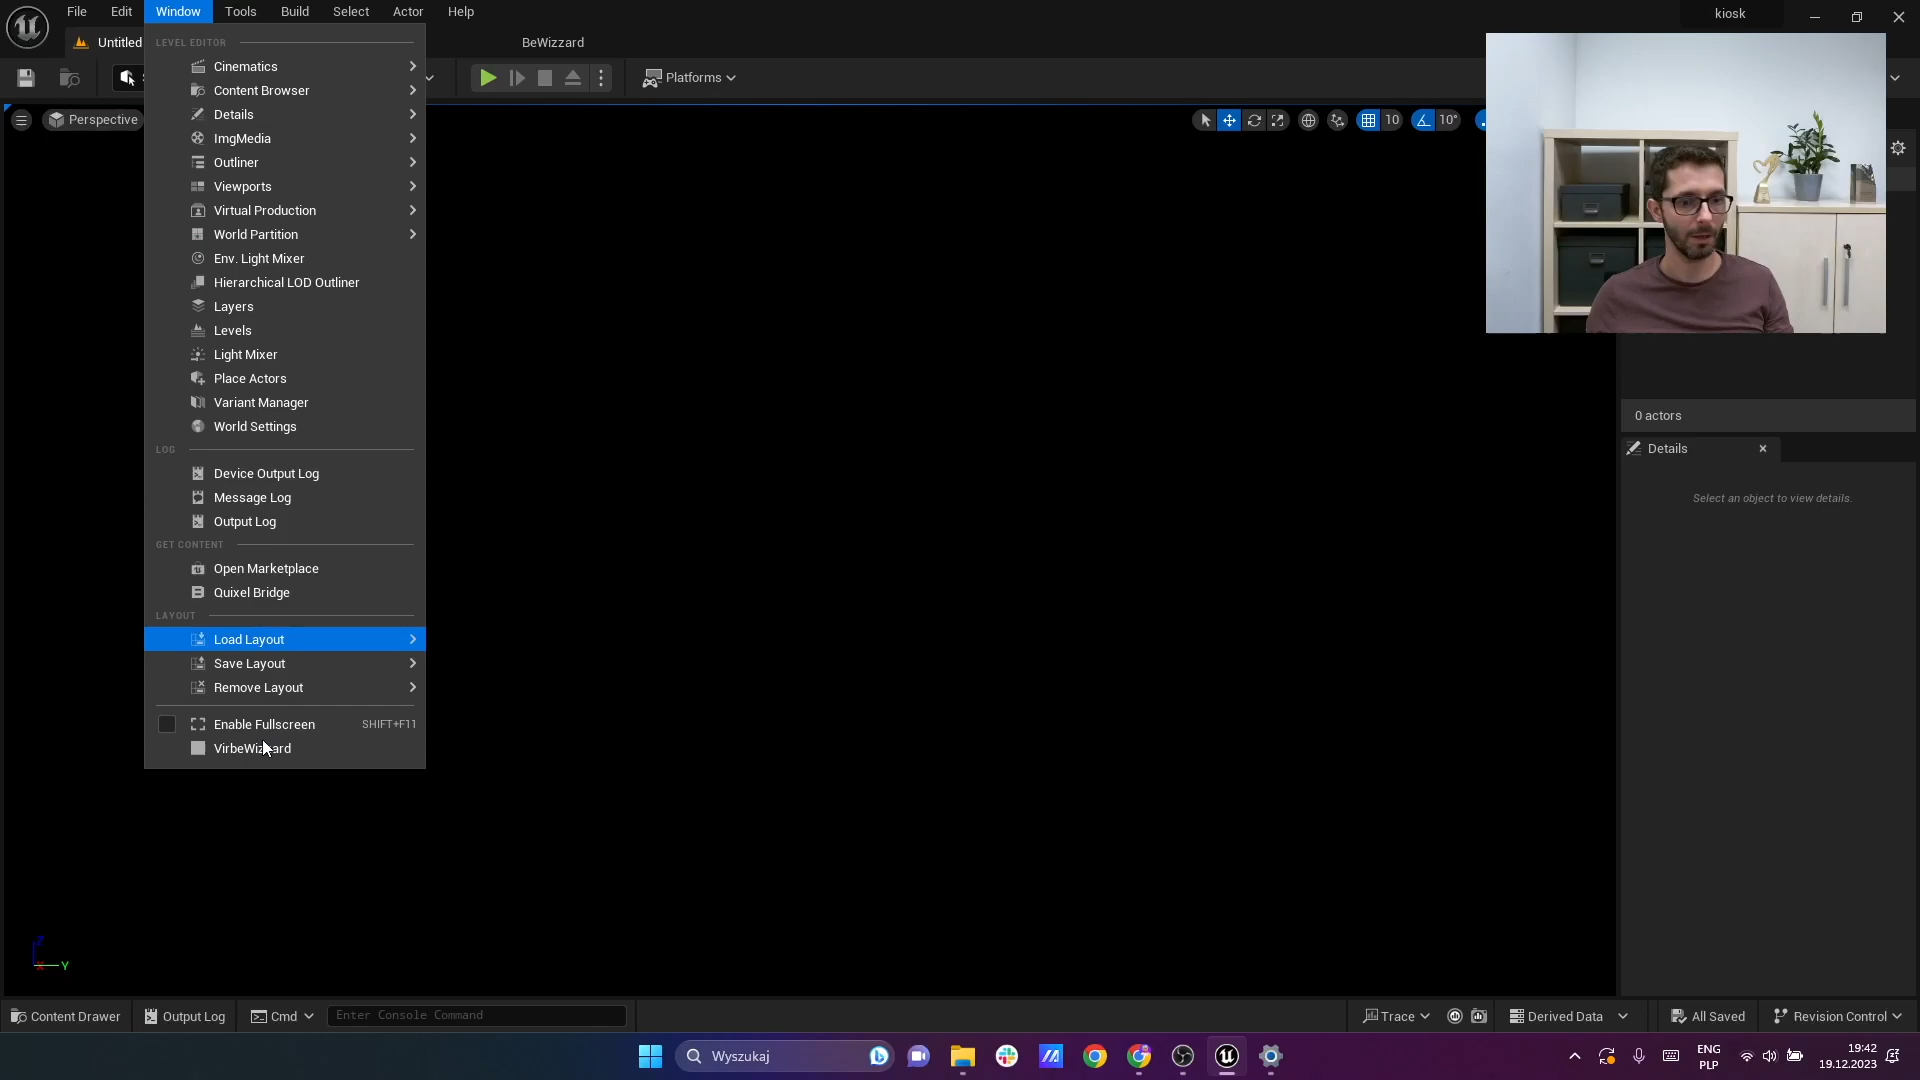 File Edit Window Tools Build Select Actor Help
kiosk
Untitled
BeWizzard
Platforms
LEVEL EDITOR
Cinematics
Content Browser
Details
ImgMedia
Outliner
Viewports
Virtual Production
World Partition
Env. Light Mixer
Hierarchical LOD Outliner
Layers
Levels
Light Mixer
Place Actors
Variant Manager
World Settings
LOG
Device Output Log
Message Log
Output Log
GET CONTENT
Open Marketplace
Quixel Bridge
LAYOUT
Load Layout
Save Layout
Remove Layout
Enable Fullscreen SHIFT+F11
VirbeWizzard
Perspective
10 10°
0 actors
Details
Select an object to view details.
Z
X Y
Content Drawer Output Log Cmd Enter Console Command Trace Derived Data All Saved Revision Control
Wyszukaj
ENG
PLP
19:42
19.12.2023